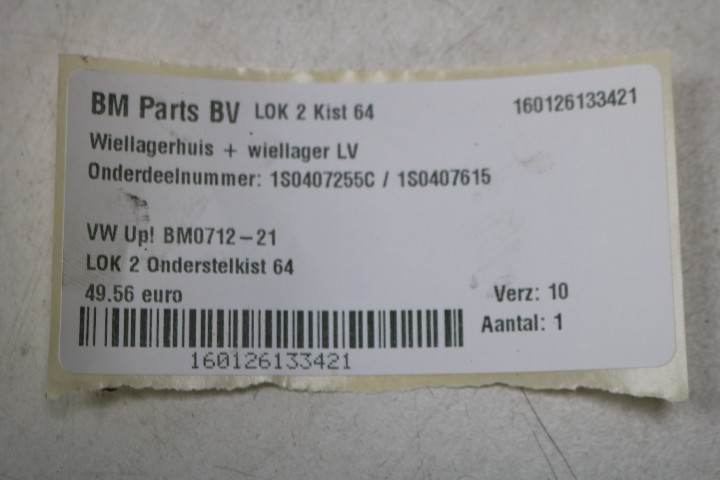 BM Parts BV LOK 2 Kist 64 160126133421
Wiellagerhuis + wiellager LV
Onderdeelnummer: 1S0407255C / 1S0407615
VW Up! BM0712-21
LOK 2 Onderstelkist 64
49.56 euro Verz: 10
Aantal: 1
160126133421